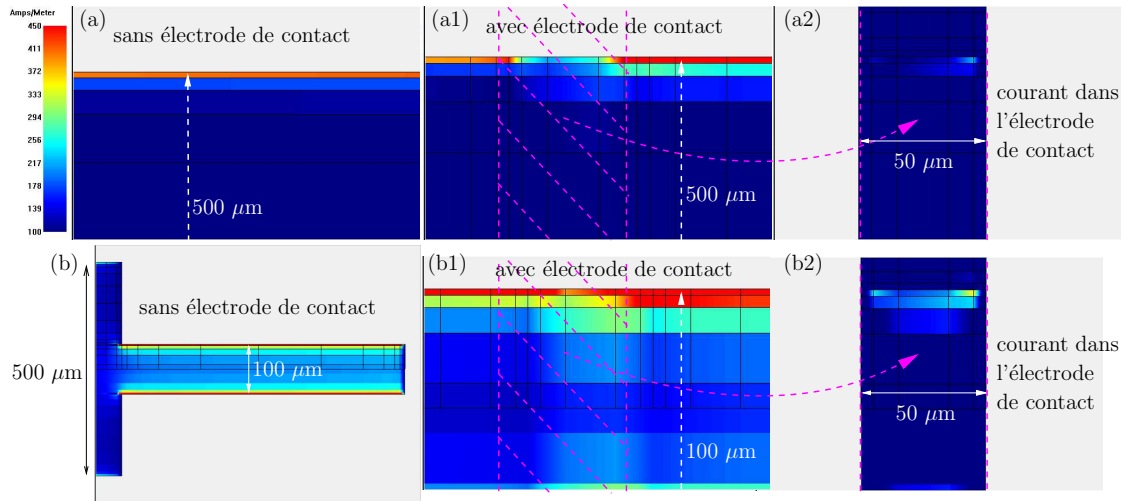 Amps/Meter
450
411
372
333
294
256
217
178
139
100
(a)
sans électrode de contact
500 μm
(a1)
avec électrode de contact
500 μm
(a2)
50 μm
courant dans
l'électrode
de contact
(b)
sans électrode de contact
500 μm
100 μm
(b1)
avec électrode de contact
100 μm
(b2)
50 μm
courant dans
l'électrode
de contact